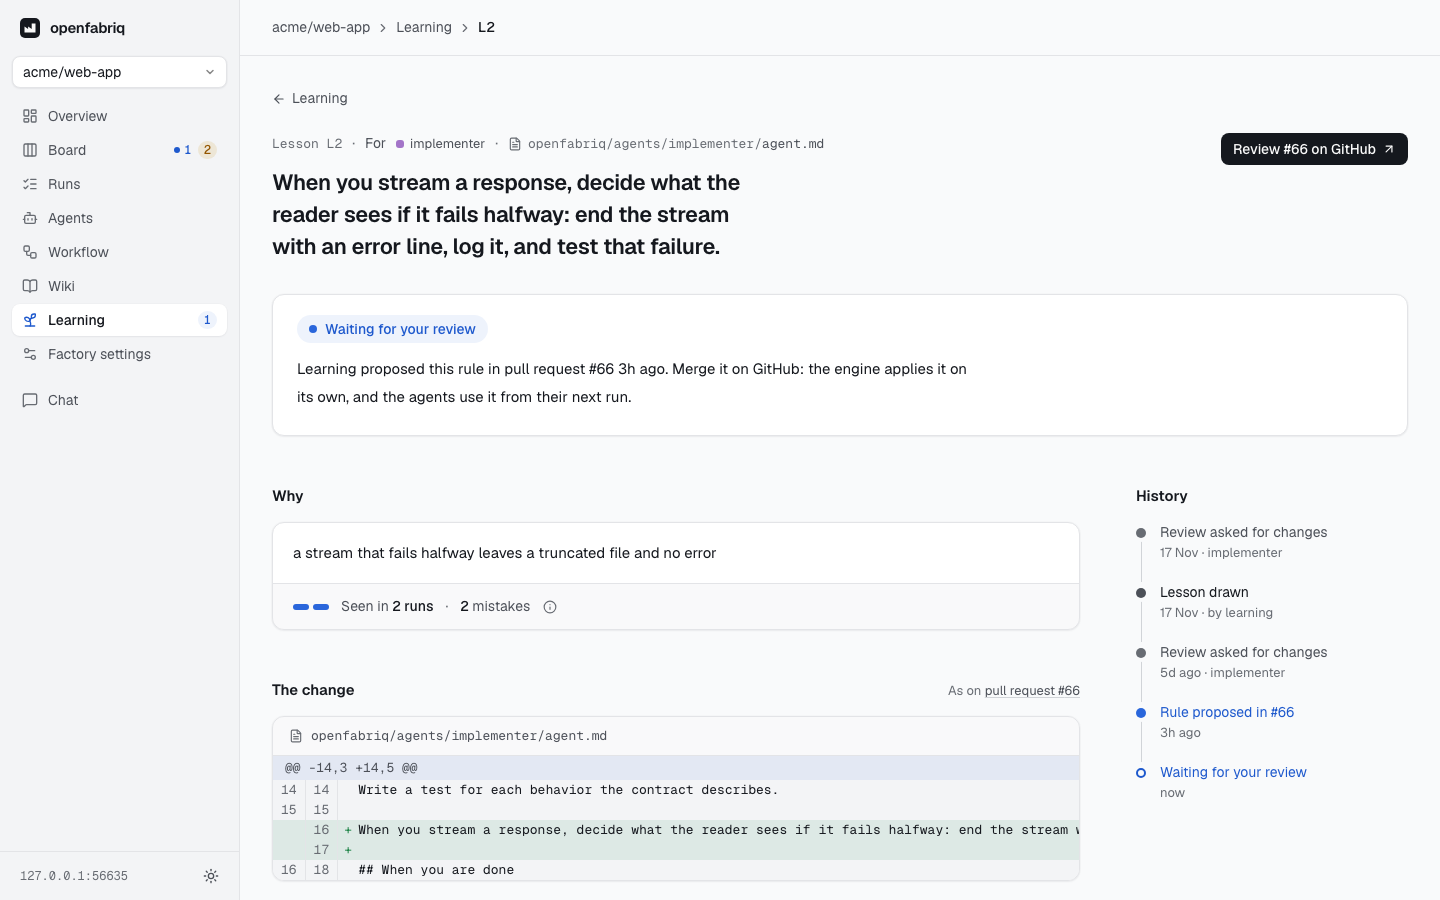 openfabriq
acme/web-app
Overview
Board 1 2
Runs
Agents
Workflow
Wiki
Learning 1
Factory settings
Chat
127.0.0.1:56635
acme/web-app > Learning > L2
← Learning
Lesson L2 · For implementer · openfabriq/agents/implementer/agent.md
Review #66 on GitHub ↗
When you stream a response, decide what the
reader sees if it fails halfway: end the stream
with an error line, log it, and test that failure.
Waiting for your review
Learning proposed this rule in pull request #66 3h ago. Merge it on GitHub: the engine applies it on
its own, and the agents use it from their next run.
Why
a stream that fails halfway leaves a truncated file and no error
Seen in 2 runs · 2 mistakes
The change
As on pull request #66
openfabriq/agents/implementer/agent.md
@@ -14,3 +14,5 @@
14 14 Write a test for each behavior the contract describes.
15 15
16 + When you stream a response, decide what the reader sees if it fails halfway: end the stream
17 +
16 18 ## When you are done
History
Review asked for changes
17 Nov · implementer
Lesson drawn
17 Nov · by learning
Review asked for changes
5d ago · implementer
Rule proposed in #66
3h ago
Waiting for your review
now